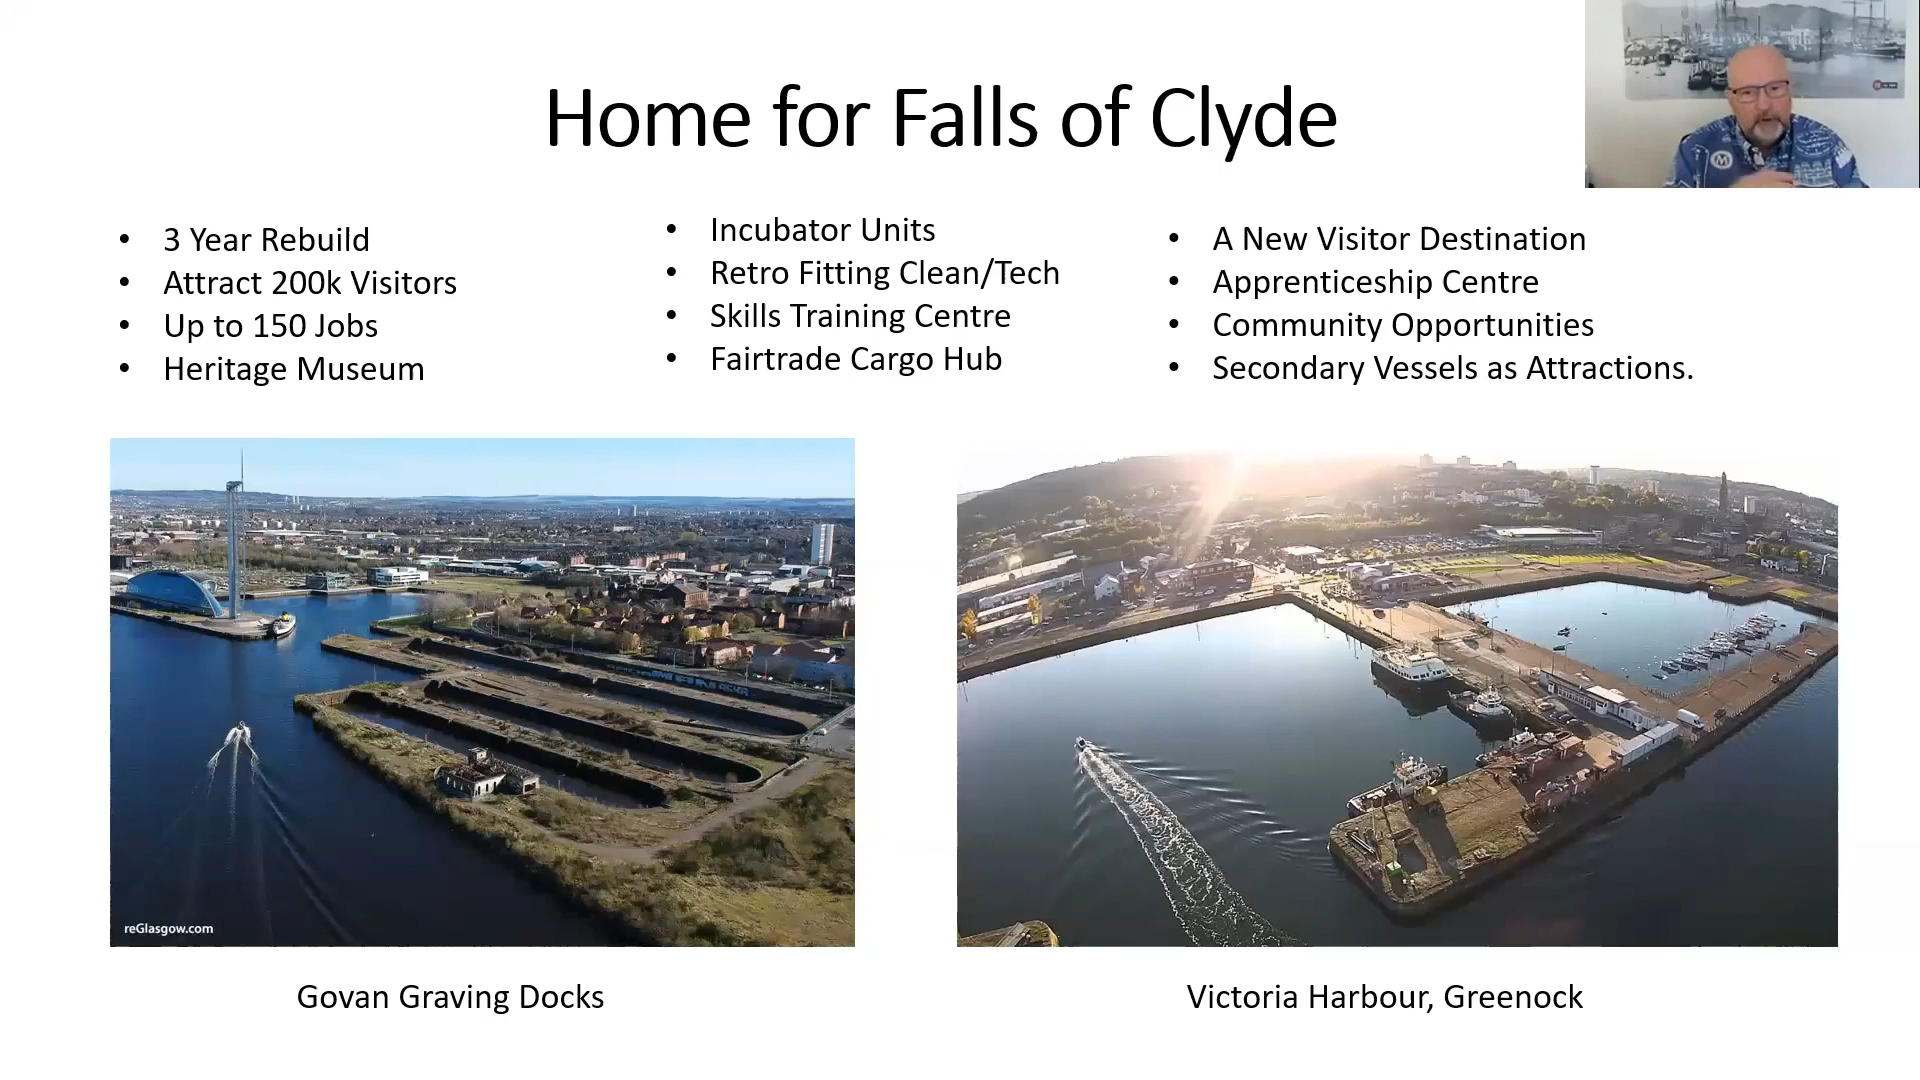 Home for Falls of Clyde
• 3 Year Rebuild
• Attract 200k Visitors
• Up to 150 Jobs
• Heritage Museum
• Incubator Units
• Retro Fitting Clean/Tech
• Skills Training Centre
• Fairtrade Cargo Hub
• A New Visitor Destination
• Apprenticeship Centre
• Community Opportunities
• Secondary Vessels as Attractions.
reGlasgow.com
Govan Graving Docks
Victoria Harbour, Greenock